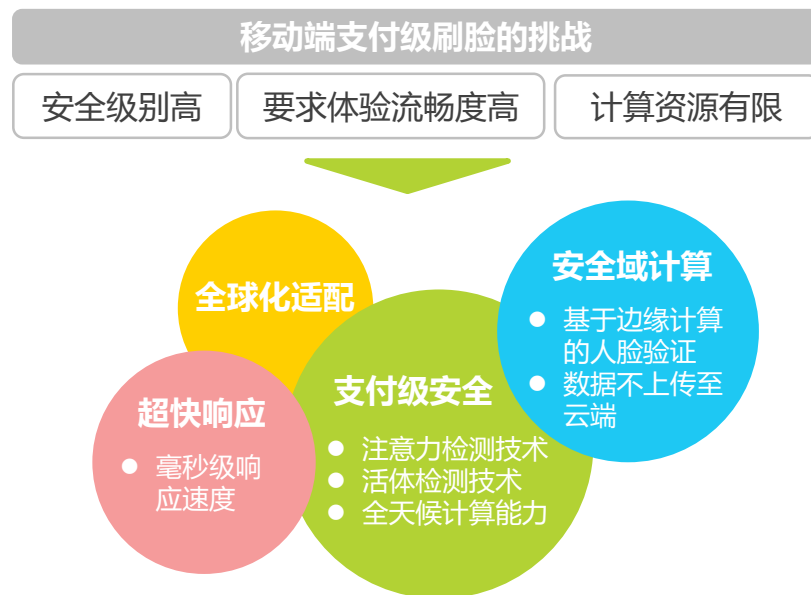 移动端支付级刷脸的挑战
安全级别高
要求体验流畅度高
计算资源有限
全球化适配
安全域计算
基于边缘计算
的人脸验证
数据不上传至
云端
超快响应
毫秒级响
应速度
支付级安全
注意力检测技术
活体检测技术
全天候计算能力